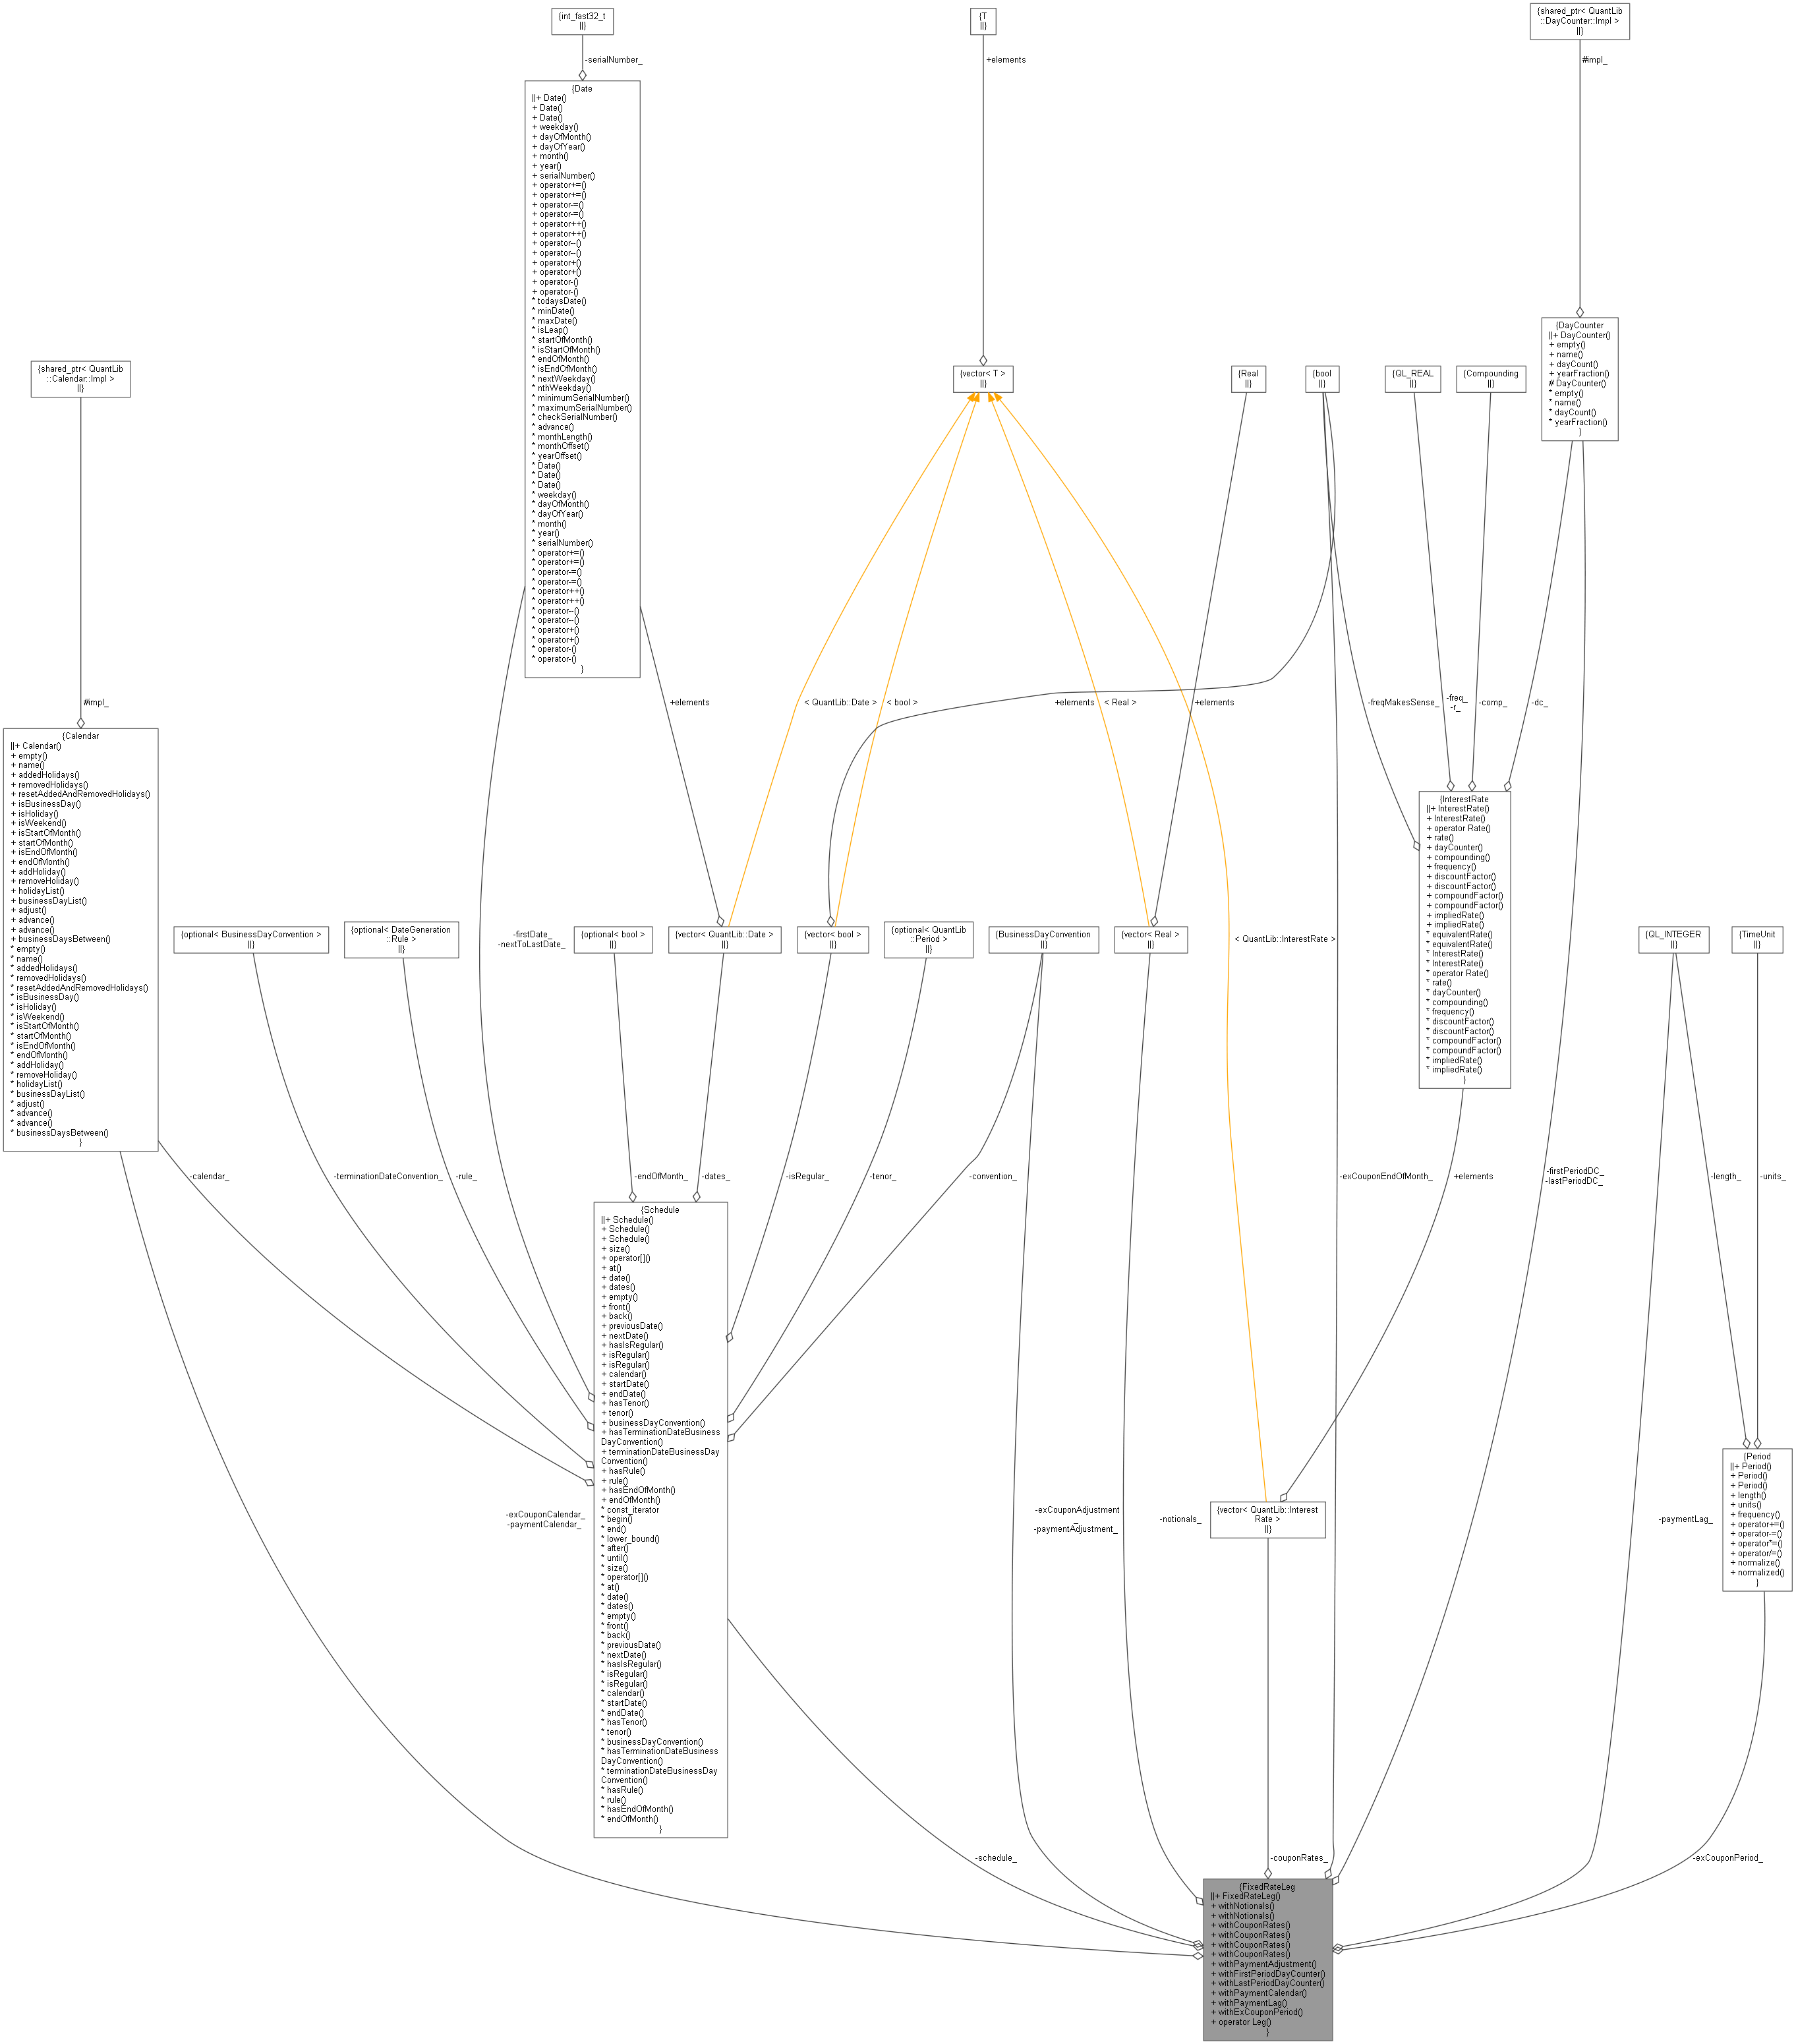 {int_fast32_t
||}
{T
||}
{shared_ptr< QuantLib
::DayCounter::Impl >
||}
-serialNumber_
+elements
#impl_
{Date
||+ Date()
+ Date()
+ Date()
+ weekday()
+ dayOfMonth()
+ dayOfYear()
+ month()
+ year()
+ serialNumber()
+ operator+=()
+ operator+=()
+ operator-=()
+ operator-=()
+ operator++()
+ operator++()
+ operator--()
+ operator--()
+ operator+()
+ operator+()
+ operator-()
+ operator-()
* todaysDate()
* minDate()
* maxDate()
* isLeap()
* startOfMonth()
* isStartOfMonth()
* endOfMonth()
* isEndOfMonth()
* nextWeekday()
* nthWeekday()
* minimumSerialNumber()
* maximumSerialNumber()
* checkSerialNumber()
* advance()
* monthLength()
* monthOffset()
* yearOffset()
* Date()
* Date()
* Date()
* weekday()
* dayOfMonth()
* dayOfYear()
* month()
* year()
* serialNumber()
* operator+=()
* operator+=()
* operator-=()
* operator-=()
* operator++()
* operator++()
* operator--()
* operator--()
* operator+()
* operator+()
* operator-()
* operator-()
}
{DayCounter
||+ DayCounter()
+ empty()
+ name()
+ dayCount()
+ yearFraction()
# DayCounter()
* empty()
* name()
* dayCount()
* yearFraction()
}
{shared_ptr< QuantLib
::Calendar::Impl >
||}
{vector< T >
||}
{Real
||}
{bool
||}
{QL_REAL
||}
{Compounding
||}
#impl_
+elements
< QuantLib::Date >
< bool >
+elements
< Real >
+elements
-freqMakesSense_
-freq_
-r_
-comp_
-dc_
{Calendar
||+ Calendar()
+ empty()
+ name()
+ addedHolidays()
+ removedHolidays()
+ resetAddedAndRemovedHolidays()
+ isBusinessDay()
+ isHoliday()
+ isWeekend()
+ isStartOfMonth()
+ startOfMonth()
+ isEndOfMonth()
+ endOfMonth()
+ addHoliday()
+ removeHoliday()
+ holidayList()
+ businessDayList()
+ adjust()
+ advance()
+ advance()
+ businessDaysBetween()
* empty()
* name()
* addedHolidays()
* removedHolidays()
* resetAddedAndRemovedHolidays()
* isBusinessDay()
* isHoliday()
* isWeekend()
* isStartOfMonth()
* startOfMonth()
* isEndOfMonth()
* endOfMonth()
* addHoliday()
* removeHoliday()
* holidayList()
* businessDayList()
* adjust()
* advance()
* advance()
* businessDaysBetween()
}
{InterestRate
||+ InterestRate()
+ InterestRate()
+ operator Rate()
+ rate()
+ dayCounter()
+ compounding()
+ frequency()
+ discountFactor()
+ discountFactor()
+ compoundFactor()
+ compoundFactor()
+ impliedRate()
+ impliedRate()
* equivalentRate()
* equivalentRate()
* InterestRate()
* InterestRate()
* operator Rate()
* rate()
* dayCounter()
* compounding()
* frequency()
* discountFactor()
* discountFactor()
* compoundFactor()
* compoundFactor()
* impliedRate()
* impliedRate()
}
{optional< BusinessDayConvention >
||}
{optional< DateGeneration
::Rule >
||}
-firstDate_
-nextToLastDate_
{optional< bool >
||}
{vector< QuantLib::Date >
||}
{vector< bool >
||}
{optional< QuantLib
::Period >
||}
{BusinessDayConvention
||}
{vector< Real >
||}
< QuantLib::InterestRate >
{QL_INTEGER
||}
{TimeUnit
||}
-calendar_
-terminationDateConvention_
-rule_
-endOfMonth_
-dates_
-isRegular_
-tenor_
-convention_
-exCouponEndOfMonth_
+elements
-firstPeriodDC_
-lastPeriodDC_
-length_
-units_
{Schedule
||+ Schedule()
+ Schedule()
+ Schedule()
+ size()
+ operator[]()
+ at()
+ date()
+ dates()
+ empty()
+ front()
+ back()
+ previousDate()
+ nextDate()
+ hasIsRegular()
+ isRegular()
+ isRegular()
+ calendar()
+ startDate()
+ endDate()
+ hasTenor()
+ tenor()
+ businessDayConvention()
+ hasTerminationDateBusiness
DayConvention()
+ terminationDateBusinessDay
Convention()
+ hasRule()
+ rule()
+ hasEndOfMonth()
+ endOfMonth()
* const_iterator
* begin()
* end()
* lower_bound()
* after()
* until()
* size()
* operator[]()
* at()
* date()
* dates()
* empty()
* front()
* back()
* previousDate()
* nextDate()
* hasIsRegular()
* isRegular()
* isRegular()
* calendar()
* startDate()
* endDate()
* hasTenor()
* tenor()
* businessDayConvention()
* hasTerminationDateBusiness
DayConvention()
* terminationDateBusinessDay
Convention()
* hasRule()
* rule()
* hasEndOfMonth()
* endOfMonth()
}
{Period
||+ Period()
+ Period()
+ Period()
+ length()
+ units()
+ frequency()
+ operator+=()
+ operator-=()
+ operator*=()
+ operator/=()
+ normalize()
+ normalized()
}
-exCouponCalendar_
-paymentCalendar_
-exCouponAdjustment
_
-paymentAdjustment_
-notionals_
{vector< QuantLib::Interest
Rate >
||}
-paymentLag_
-schedule_
-couponRates_
-exCouponPeriod_
{FixedRateLeg
||+ FixedRateLeg()
+ withNotionals()
+ withNotionals()
+ withCouponRates()
+ withCouponRates()
+ withCouponRates()
+ withCouponRates()
+ withPaymentAdjustment()
+ withFirstPeriodDayCounter()
+ withLastPeriodDayCounter()
+ withPaymentCalendar()
+ withPaymentLag()
+ withExCouponPeriod()
+ operator Leg()
}